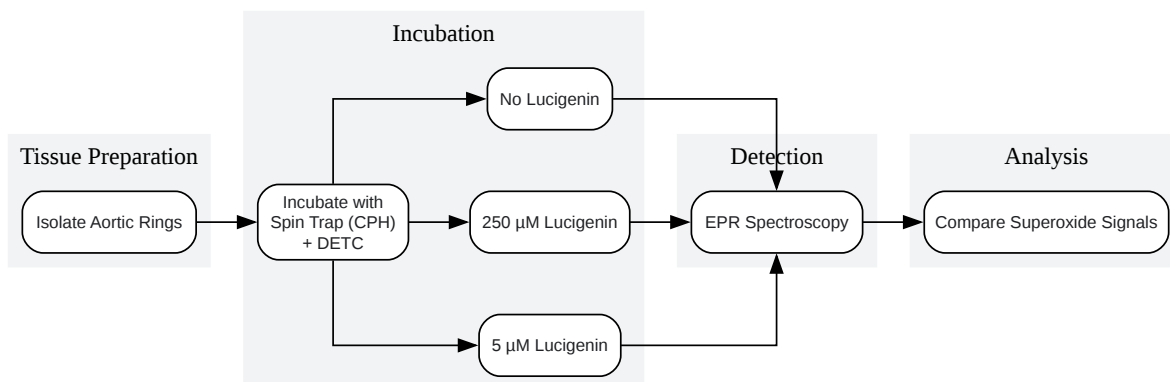 Tissue Preparation
Isolate Aortic Rings
Incubation
Incubate with
Spin Trap (CPH)
+ DETC
No Lucigenin
250 µM Lucigenin
5 µM Lucigenin
Detection
EPR Spectroscopy
Analysis
Compare Superoxide Signals